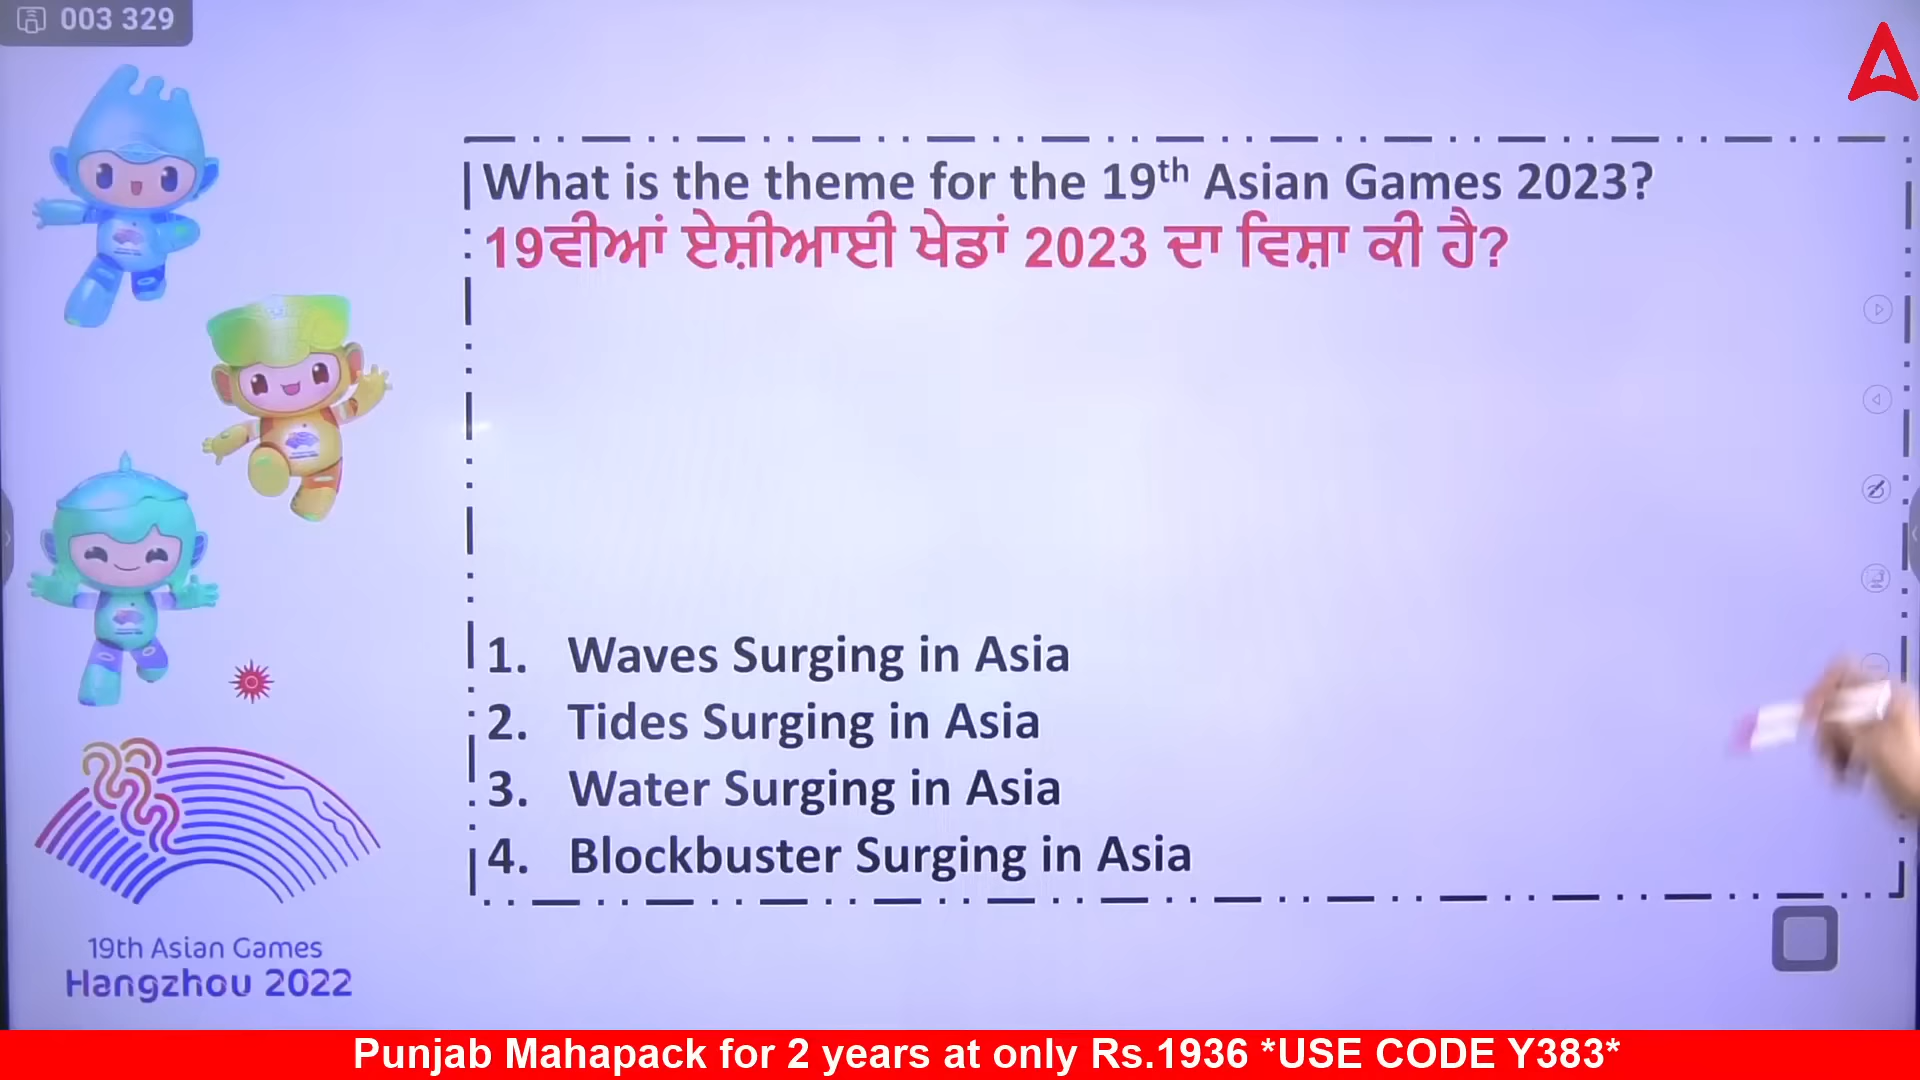 003 329
What is the theme for the 19th Asian Games 2023?
19ਵੀਆਂ ਏਸ਼ੀਆਈ ਖੇਡਾਂ 2023 ਦਾ ਵਿਸ਼ਾ ਕੀ ਹੈ?
1. Waves Surging in Asia
2. Tides Surging in Asia
3. Water Surging in Asia
4. Blockbuster Surging in Asia
19th Asian Games
Hangzhou 2022
Punjab Mahapack for 2 years at only Rs.1936 *USE CODE Y383*